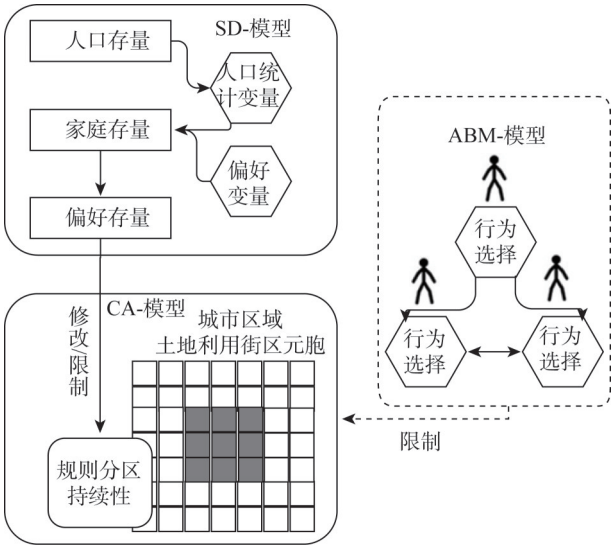 SD-模型
人口存量
人口统
计变量
家庭存量
偏好
变量
偏好存量
ABM-模型
行为
选择
行为
选择
行为
选择
限制
修改/限制
CA-模型
城市区域
土地利用街区元胞
规则分区
持续性